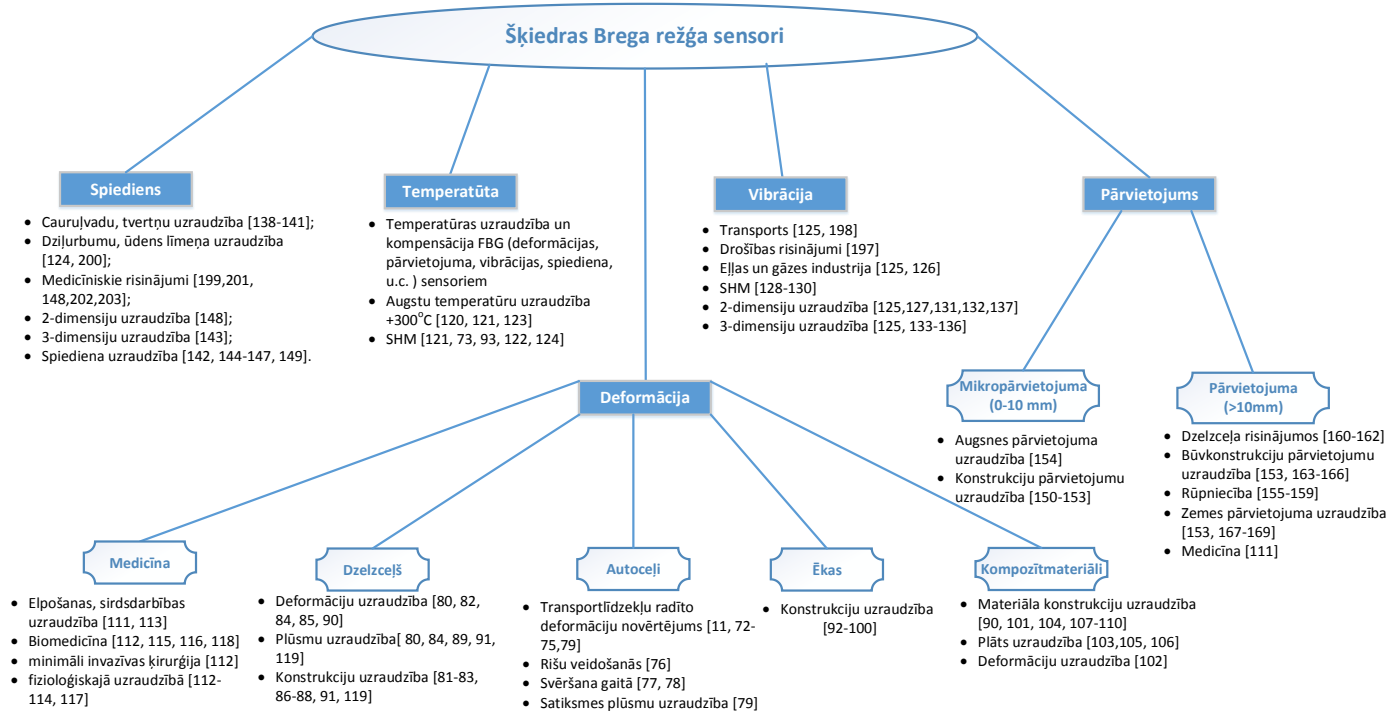 Šķiedras Brega režģa sensori
Spiediens
• Cauruļvadu, tvertņu uzraudzība [138-141];
• Dziļurbumu, ūdens līmeņa uzraudzība
[124, 200];
• Medicīniskie risinājumi [199,201,
148,202,203];
• 2-dimensiju uzraudzība [148];
• 3-dimensiju uzraudzība [143];
• Spiediena uzraudzība [142, 144-147, 149].
Temperatūta
• Temperatūras uzraudzība un
kompensācija FBG (deformācijas,
pārvietojuma, vibrācijas, spiediena,
u.c. ) sensoriem
• Augstu temperatūru uzraudzība
+300°C [120, 121, 123]
• SHM [121, 73, 93, 122, 124]
Vibrācija
• Transports [125, 198]
• Drošības risinājumi [197]
• Eļļas un gāzes industrija [125, 126]
• SHM [128-130]
• 2-dimensiju uzraudzība [125,127,131,132,137]
• 3-dimensiju uzraudzība [125, 133-136]
Pārvietojums
Mikropārvietojuma
(0-10 mm)
• Augsnes pārvietojuma
uzraudzība [154]
• Konstrukciju pārvietojumu
uzraudzība [150-153]
Pārvietojuma
(>10mm)
• Dzelzceļa risinājumos [160-162]
• Būvkonstrukciju pārvietojumu
uzraudzība [153, 163-166]
• Rūpniecība [155-159]
• Zemes pārvietojuma uzraudzība
[153, 167-169]
• Medicīna [111]
Deformācija
Medicīna
• Elpošanas, sirdsdarbības
uzraudzība [111, 113]
• Biomedicīna [112, 115, 116, 118]
• minimāli invazīvas ķirurģija [112]
• fizioloģiskajā uzraudzībā [112-
114, 117]
Dzelzceļš
• Deformāciju uzraudzība [80, 82,
84, 85, 90]
• Plūsmu uzraudzība[ 80, 84, 89, 91,
119]
• Konstrukciju uzraudzība [81-83,
86-88, 91, 119]
Autoceļi
• Transportlīdzekļu radīto
deformāciju novērtējums [11, 72-
75,79]
• Rišu veidošanās [76]
• Svēršana gaitā [77, 78]
• Satiksmes plūsmu uzraudzība [79]
Ēkas
• Konstrukciju uzraudzība
[92-100]
Kompozītmateriāli
• Materiāla konstrukciju uzraudzība
[90, 101, 104, 107-110]
• Plāts uzraudzība [103,105, 106]
• Deformāciju uzraudzība [102]